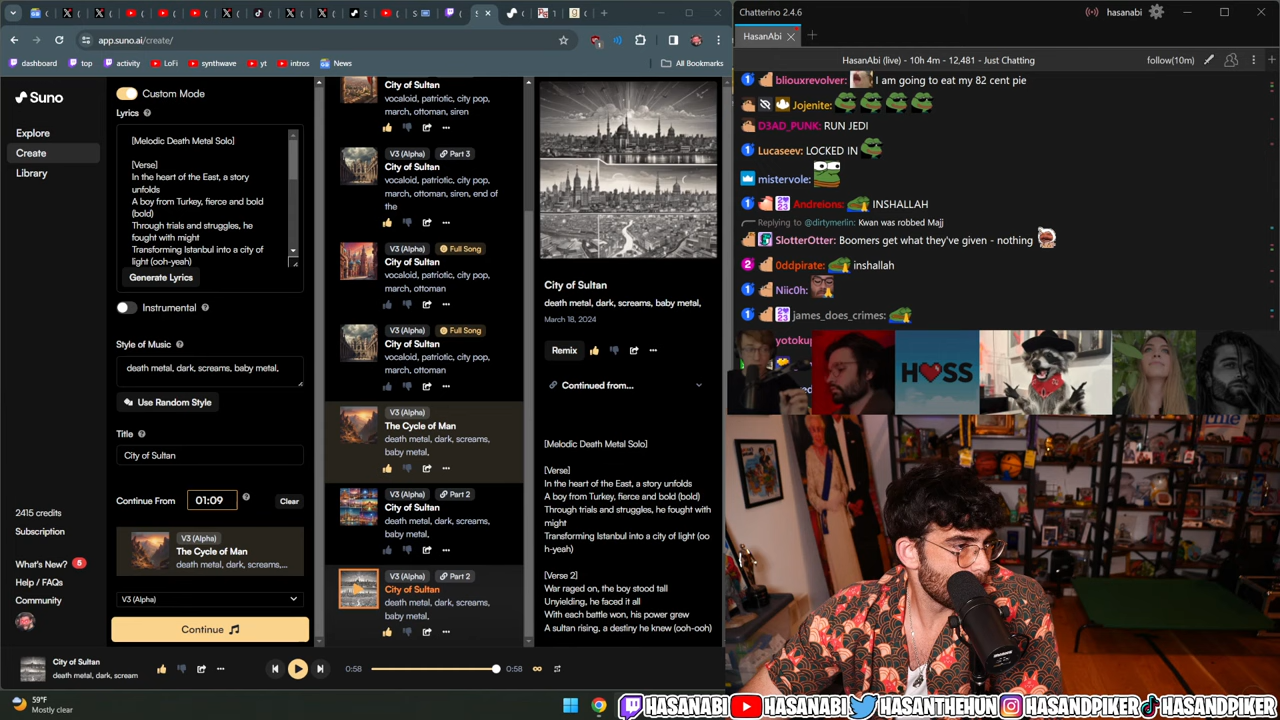 app.suno.ai/create/
dashboard
top
activity
LoFi
synthwave
yt
intros
News
All Bookmarks
Suno
Explore
Create
Library
2415 credits
Subscription
What's New?
6
Help / FAQs
Community
Custom Mode
Lyrics
[Melodic Death Metal Solo]
[Verse]
In the heart of the East, a story
unfolds
A boy from Turkey, fierce and bold
(bold)
Through trials and struggles, he
fought with might
Transforming Istanbul into a city of
light (ooh-yeah)
Generate Lyrics
Instrumental
Style of Music
death metal, dark, screams, baby metal,
Use Random Style
Title
City of Sultan
Continue From
01:09
Clear
V3 (Alpha)
The Cycle of Man
death metal, dark, screams,...
V3 (Alpha)
Continue
City of Sultan
vocaloid, patriotic, city pop,
march, ottoman, siren
V3 (Alpha)
Part 3
City of Sultan
vocaloid, patriotic, city pop,
march, ottoman, siren, end of
the
V3 (Alpha)
Full Song
City of Sultan
vocaloid, patriotic, city pop,
march, ottoman
V3 (Alpha)
Full Song
City of Sultan
vocaloid, patriotic, city pop,
march, ottoman
V3 (Alpha)
The Cycle of Man
death metal, dark, screams,
baby metal,
V3 (Alpha)
Part 2
City of Sultan
death metal, dark, screams,
baby metal,
V3 (Alpha)
Part 2
City of Sultan
death metal, dark, screams,
baby metal,
City of Sultan
death metal, dark, screams, baby metal,
March 18, 2024
Remix
Continued from...
[Melodic Death Metal Solo]
[Verse]
In the heart of the East, a story unfolds
A boy from Turkey, fierce and bold (bold)
Through trials and struggles, he fought with
might
Transforming Istanbul into a city of light (oo
h-yeah)
[Verse 2]
War raged on, the boy stood tall
Unyielding, he faced it all
With each battle won, his power grew
A sultan rising, a destiny he knew (ooh-ooh)
City of Sultan
death metal, dark, scream
0:58
0:58
59°F
Mostly clear
Chatterino 2.4.6
hasanabi
HasanAbi
HasanAbi (live) - 10h 4m - 12,481 - Just Chatting
follow(10m)
bliouxrevolver: I am going to eat my 82 cent pie
Jojenite:
D3AD_PUNK: RUN JEDI
Lucaseev: LOCKED IN
mistervole:
Andreions: INSHALLAH
Replying to @dirtymerlin: Kwan was robbed Majj
SlotterOtter: Boomers get what they've given - nothing
0ddpirate: inshallah
Niic0h:
james_does_crimes:
H❤SS
HASANABI
HASANABI
HASANTHEHUN
HASANDPIKER
HASANDPIKER